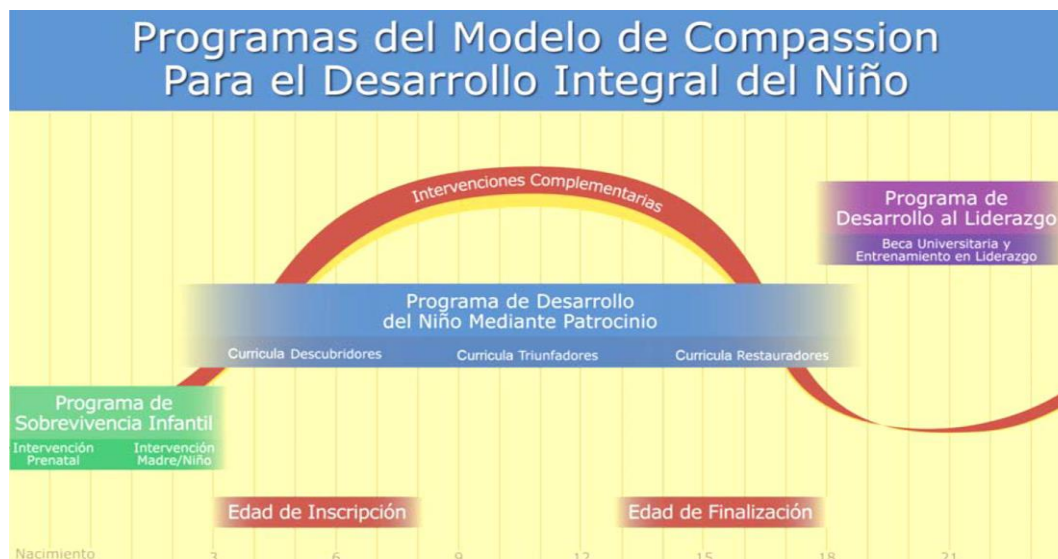 Programas del Modelo de Compassion
Para el Desarrollo Integral del Niño
Intervenciones Complementarias
Programa de
Desarrollo al Liderazgo
Beca Universitaria y
Entrenamiento en Liderazgo
Programa de Desarrollo
del Niño Mediante Patrocinio
Curricula Descubridores
Curricula Triunfadores
Curricula Restauradores
Programa de
Sobrevivencia Infantil
Intervención
Prenatal
Intervención
Madre/Niño
Edad de Inscripción
Edad de Finalización
Nacimiento 3 6 9 12 15 18 21